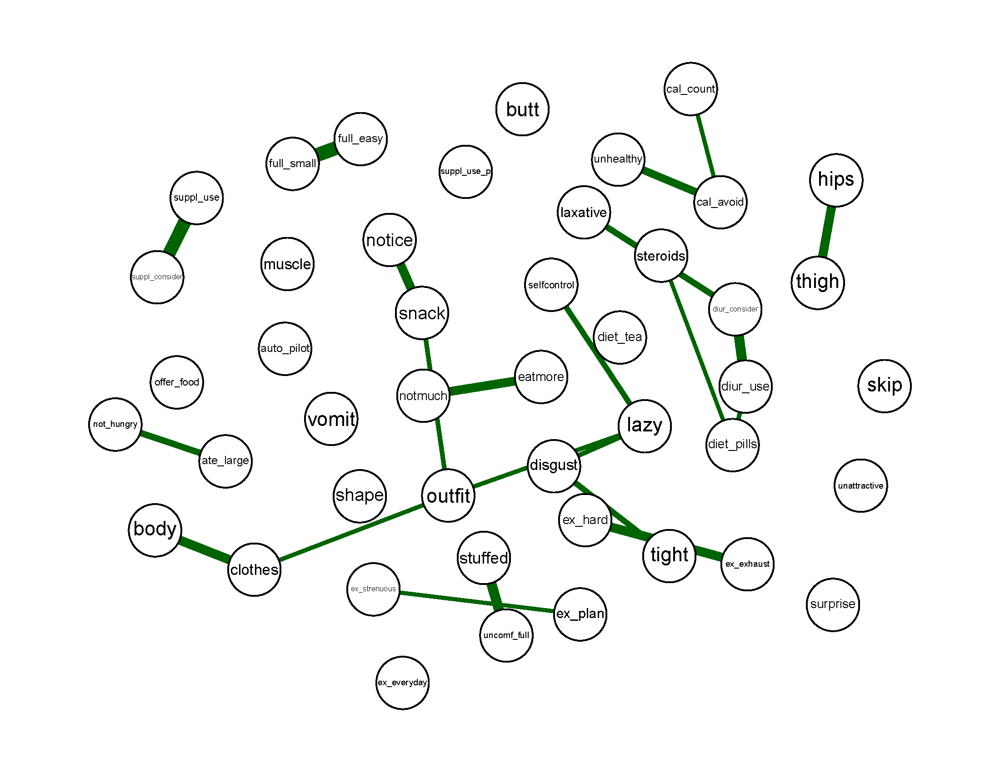 cal_count
butt
full_easy
unhealthy
full_small
suppl_use_p
hips
suppl_use
cal_avoid
laxative
notice
steroids
muscle
suppl_consider
thigh
selfcontrol
diur_consider
snack
diet_tea
auto_pilot
eatmore
offer_food
skip
diur_use
notmuch
vomit
not_hungry
lazy
diet_pills
ate_large
disgust
unattractive
shape
outfit
ex_hard
body
tight
stuffed
ex_exhaust
clothes
ex_strenuous
surprise
ex_plan
uncomf_full
ex_everyday